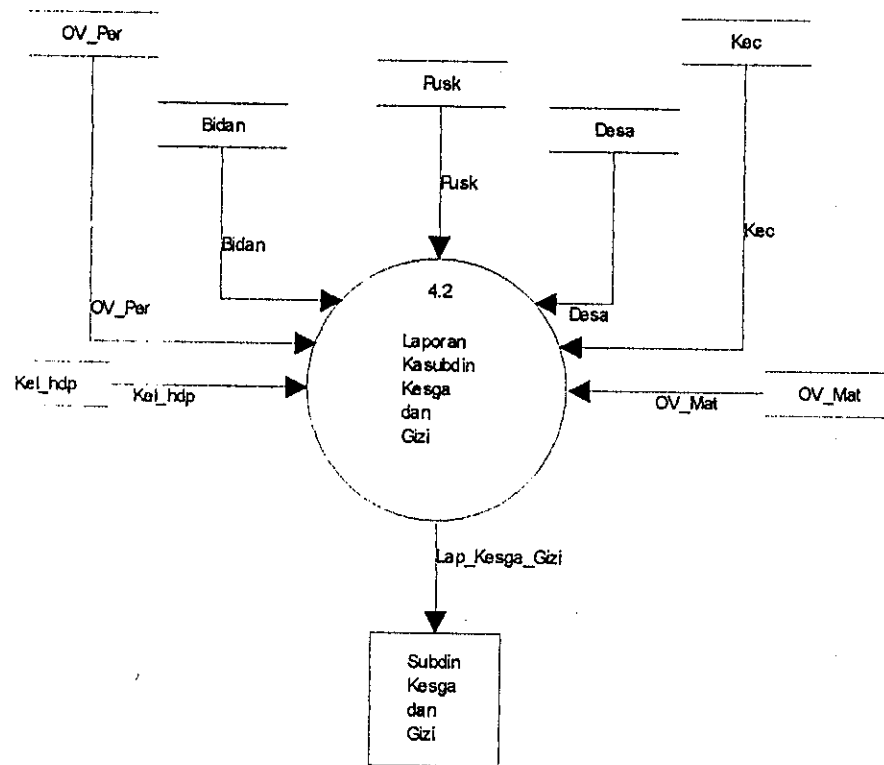 OV_Per
Kec
Pusk
Bidan
Desa
Pusk
Bidan
Kec
4.2
OV_Per
Desa
Laporan
Kasubdin
Kesga
dan
Gizi
Kel_hdp
Kel_hdp
OV_Mat
OV_Mat
Lap_Kesga_Gizi
Subdin
Kesga
dan
Gizi